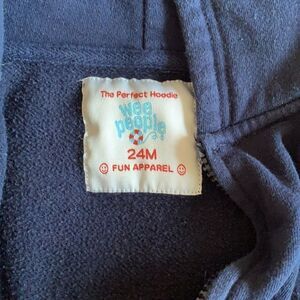 The Perfect Hoodie
wee
people
24M
FUN APPAREL